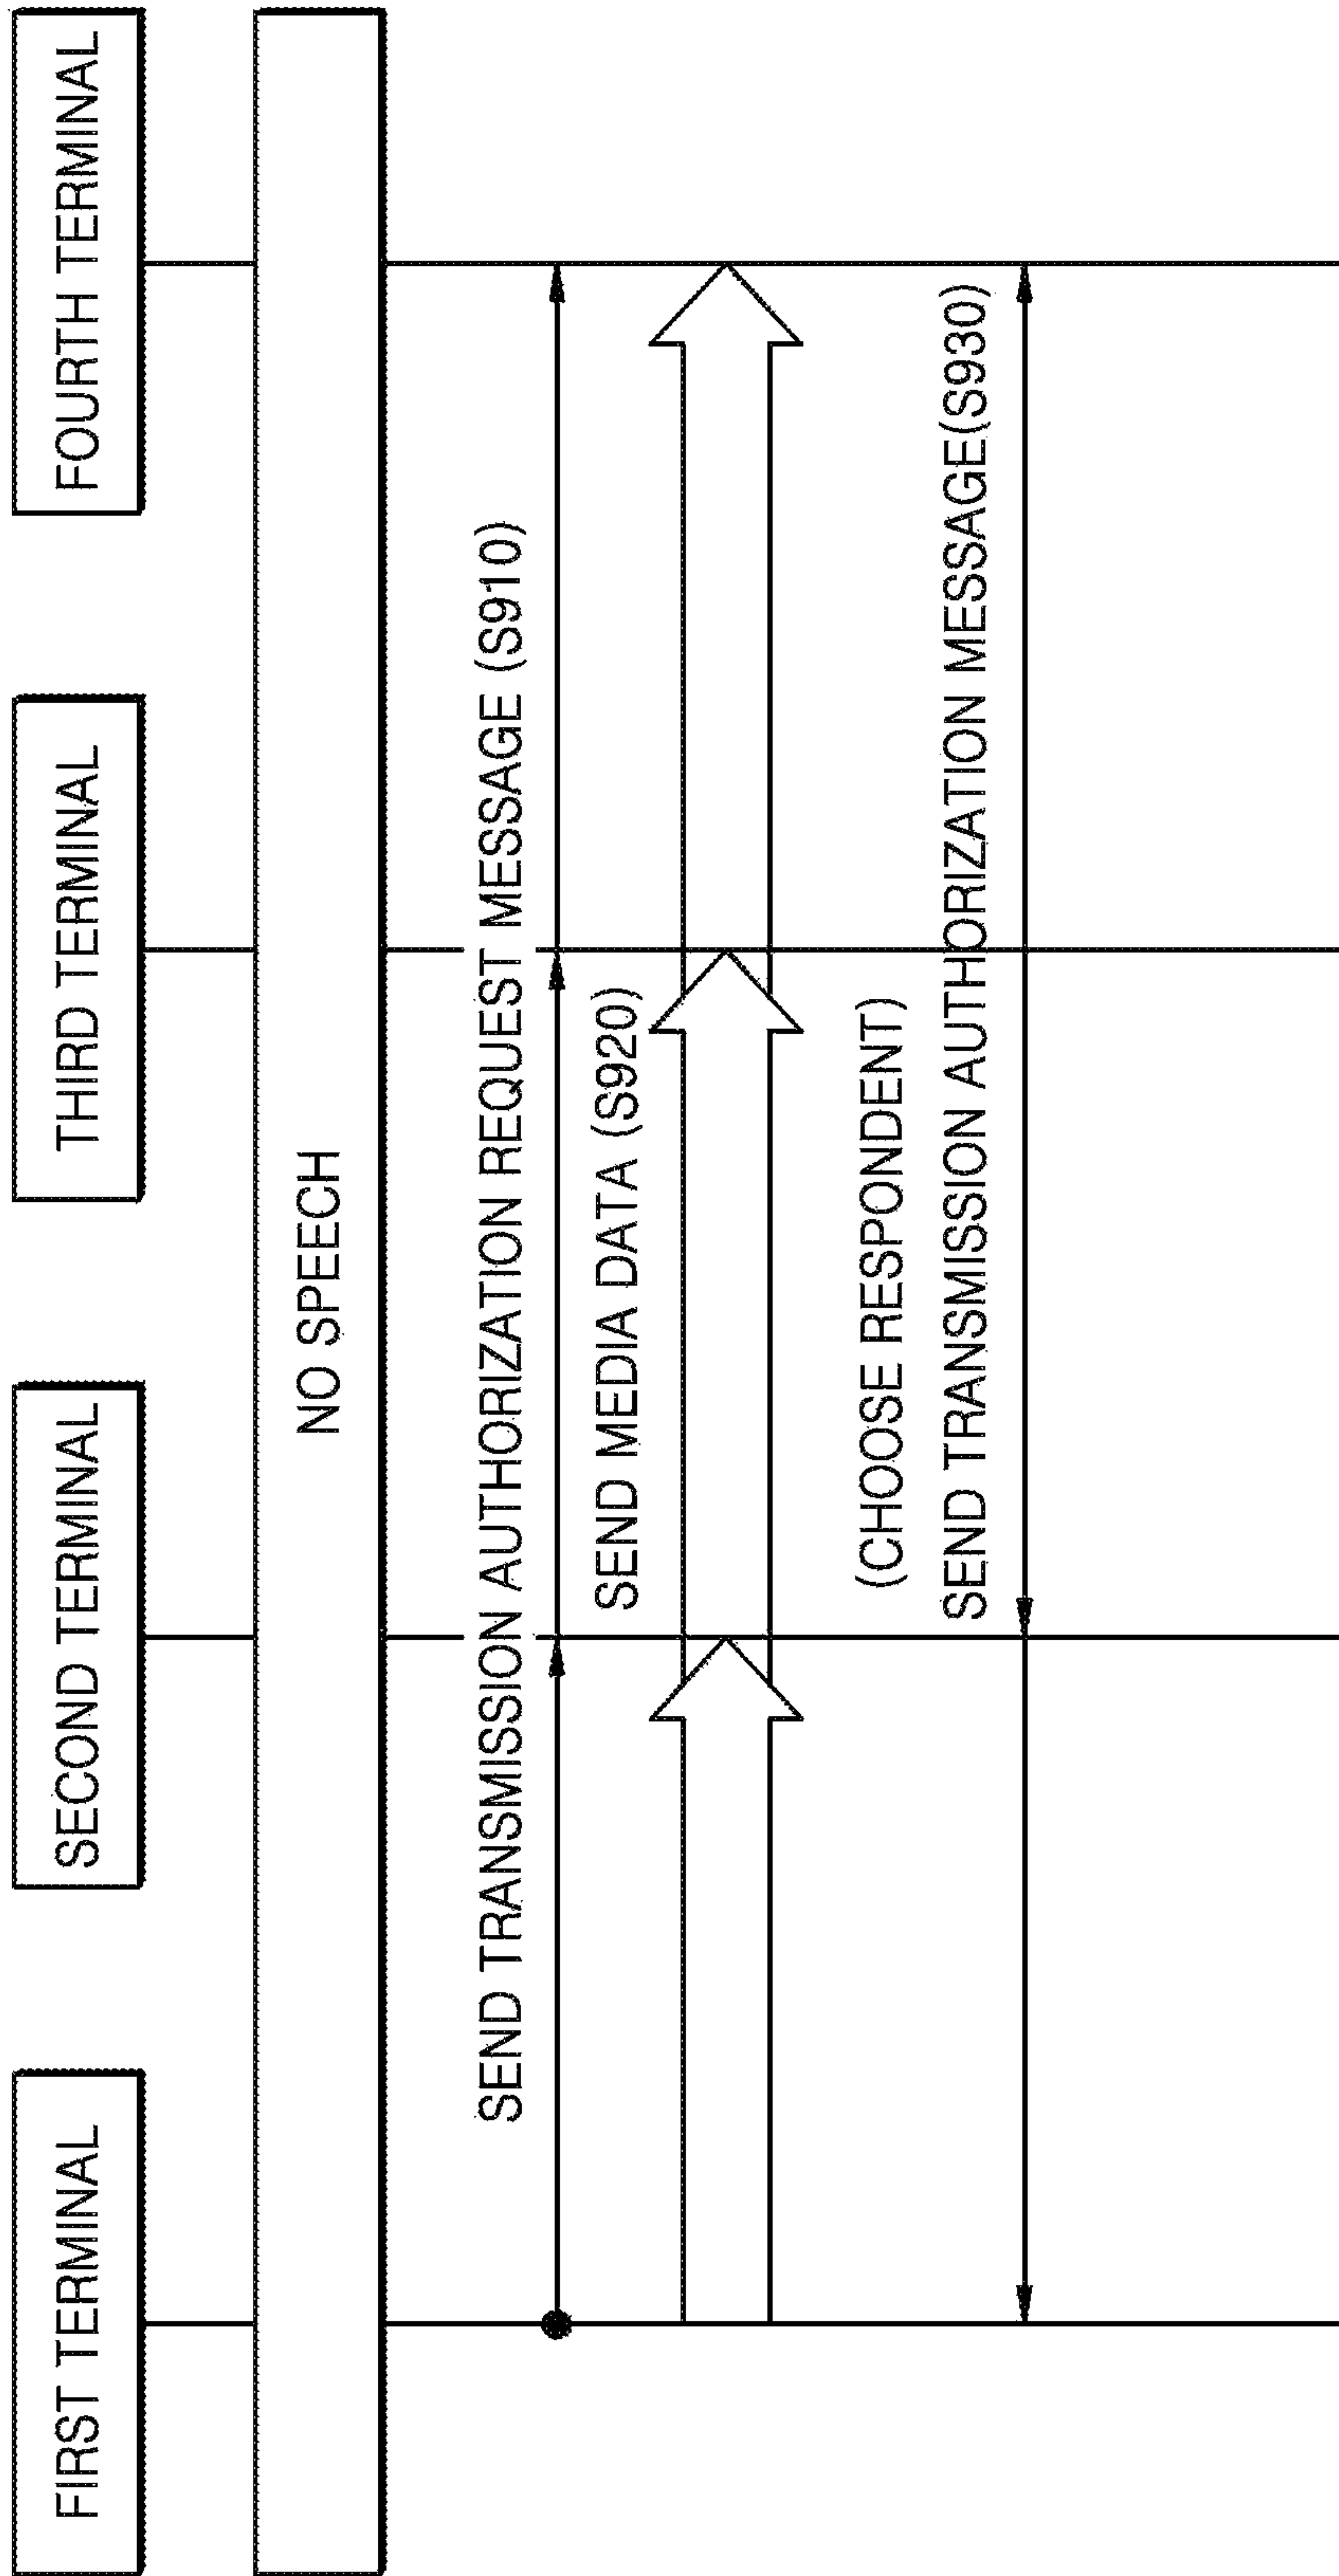 FIRST TERMINAL
SECOND TERMINAL
THIRD TERMINAL
FOURTH TERMINAL
NO SPEECH
SEND TRANSMISSION AUTHORIZATION REQUEST MESSAGE (S910)
SEND MEDIA DATA (S920)
(CHOOSE RESPONDENT)
SEND TRANSMISSION AUTHORIZATION MESSAGE(S930)